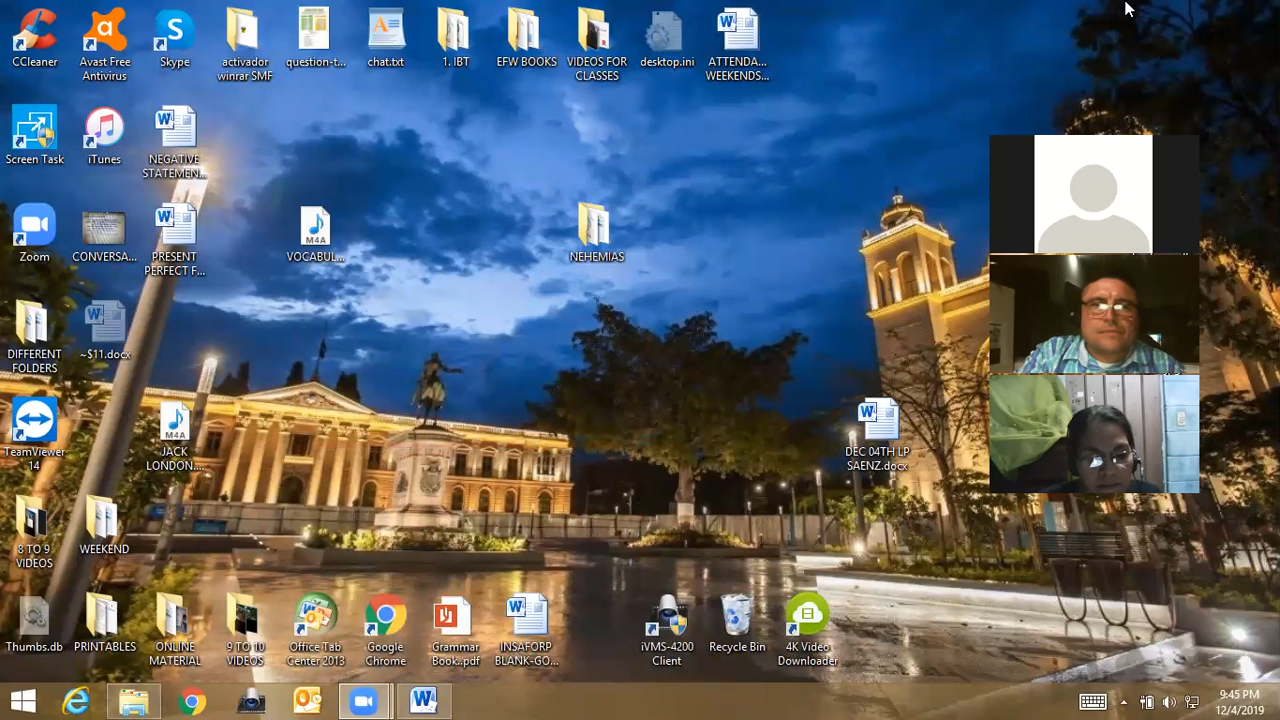 CCleaner
Avast Free
Antivirus
Skype
activador
winrar SMF
question-t...
chat.txt
1. IBT
EFW BOOKS
VIDEOS FOR
CLASSES
desktop.ini
ATTENDA...
WEEKENDS...
Screen Task
iTunes
NEGATIVE
STATEMEN...
Zoom
CONVERSA...
PRESENT
PERFECT F...
M4A
VOCABUL...
NEHEMIAS
DIFFERENT
FOLDERS
~$11.docx
TeamViewer
14
M4A
JACK
LONDON....
DEC 04TH LP
SAENZ.docx
8 TO 9
VIDEOS
WEEKEND
Thumbs.db
PRINTABLES
ONLINE
MATERIAL
9 TO 10
VIDEOS
Office Tab
Center 2013
Google
Chrome
Grammar
Book...pdf
INSAFORP
BLANK-GO...
iVMS-4200
Client
Recycle Bin
4K Video
Downloader
9:45 PM
12/4/2019